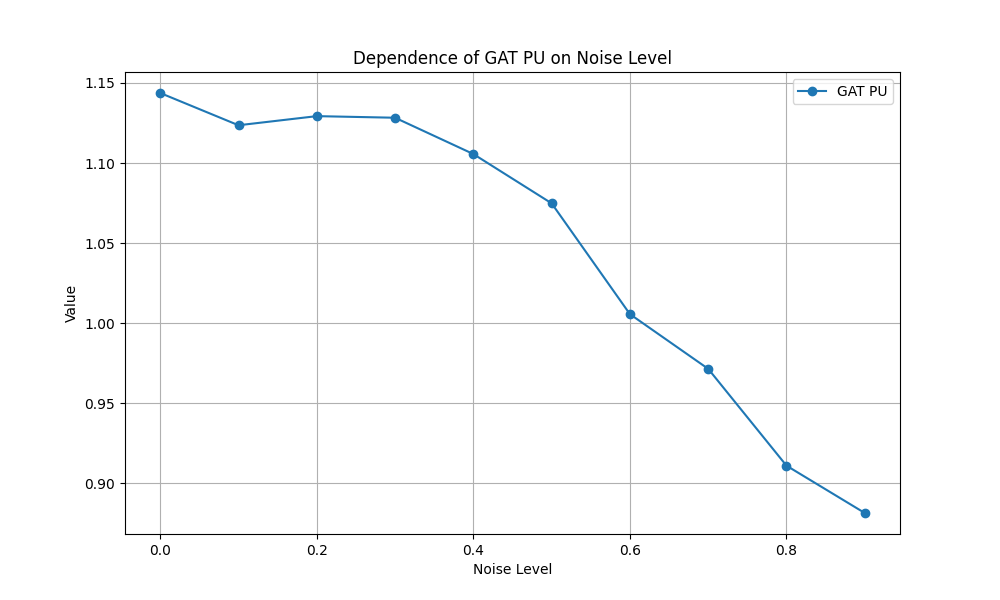 Dependence of GAT PU on Noise Level
GAT PU
Value
1.15
1.10
1.05
1.00
0.95
0.90
0.0 0.2 0.4 0.6 0.8
Noise Level